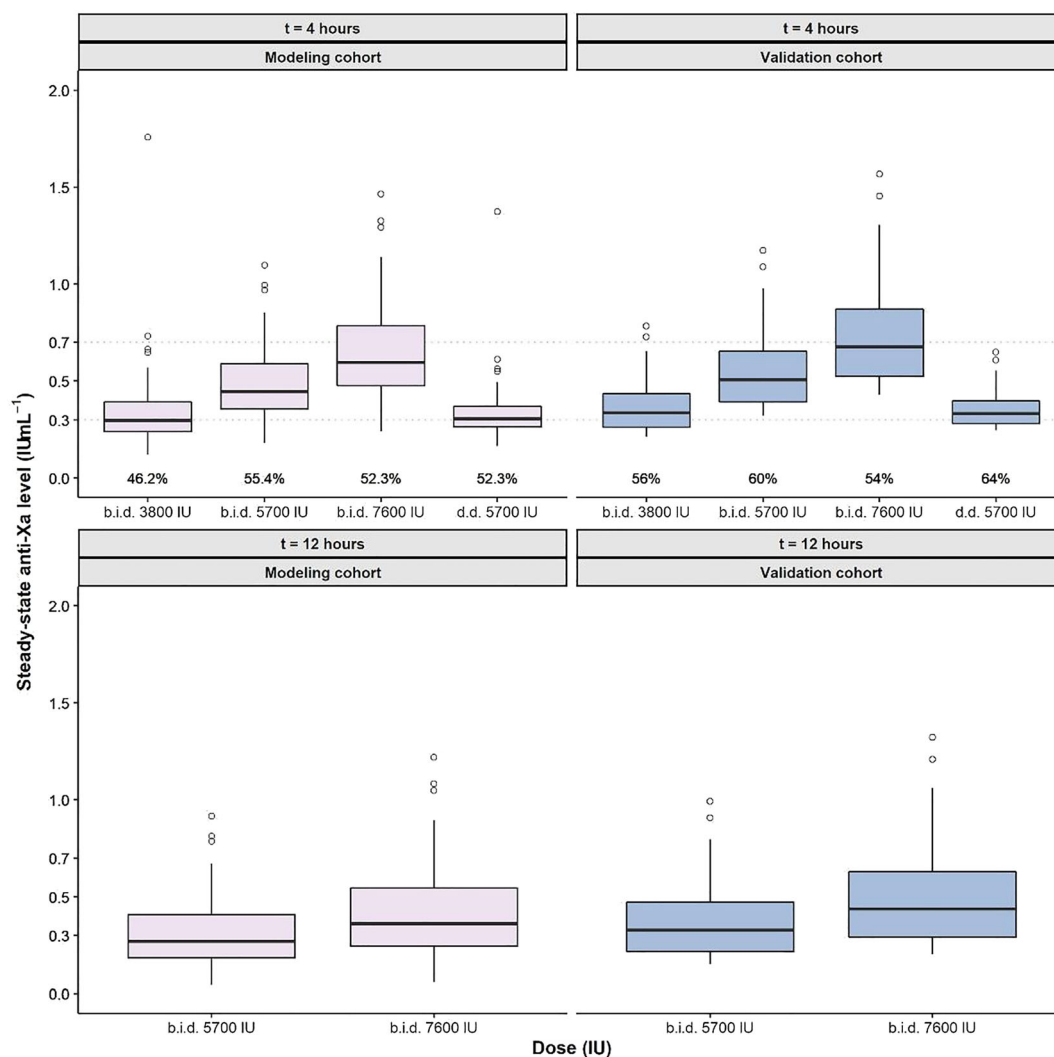 t = 4 hours
t = 4 hours
Modeling cohort
Validation cohort
2.0
1.5
1.0
0.7
0.5
0.3
0.0
46.2%
55.4%
52.3%
52.3%
56%
60%
54%
64%
b.i.d. 3800 IU
b.i.d. 5700 IU
b.i.d. 7600 IU
d.d. 5700 IU
b.i.d. 3800 IU
b.i.d. 5700 IU
b.i.d. 7600 IU
d.d. 5700 IU
Steady-state anti-Xa level (IUmL⁻¹)
t = 12 hours
t = 12 hours
Modeling cohort
Validation cohort
2.0
1.5
1.0
0.7
0.5
0.3
0.0
b.i.d. 5700 IU
b.i.d. 7600 IU
b.i.d. 5700 IU
b.i.d. 7600 IU
Dose (IU)